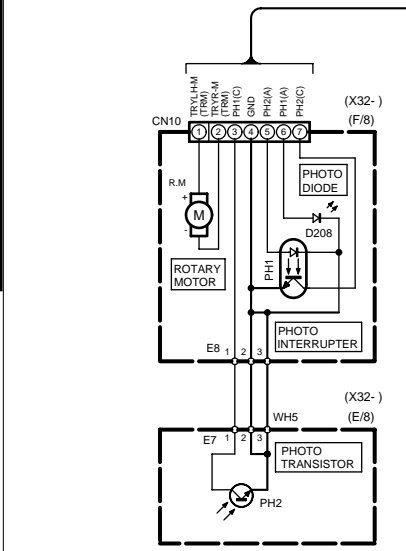 TRYLH-M
(TRM)
TRYR-M
(TRM)
PH1(C)
GND
PH2(A)
PH1(A)
PH2(C)
(X32- )
(F/8)
CN10
1 2 3 4 5 6 7
PHOTO
DIODE
R.M
+
M
-
D208
PH1
ROTARY
MOTOR
PHOTO
INTERRUPTER
E8 1 2 3
(X32- )
(E/8)
WH5
E7 1 2 3
PHOTO
TRANSISTOR
PH2